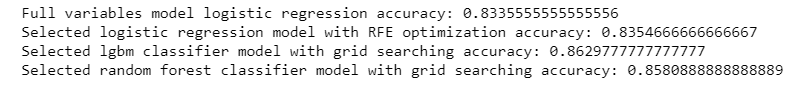 Full variables model logistic regression accuracy: 0.8335555555555556
Selected logistic regression model with RFE optimization accuracy: 0.8354666666666667
Selected lgbm classifier model with grid searching accuracy: 0.8629777777777777
Selected random forest classifier model with grid searching accuracy: 0.8580888888888889